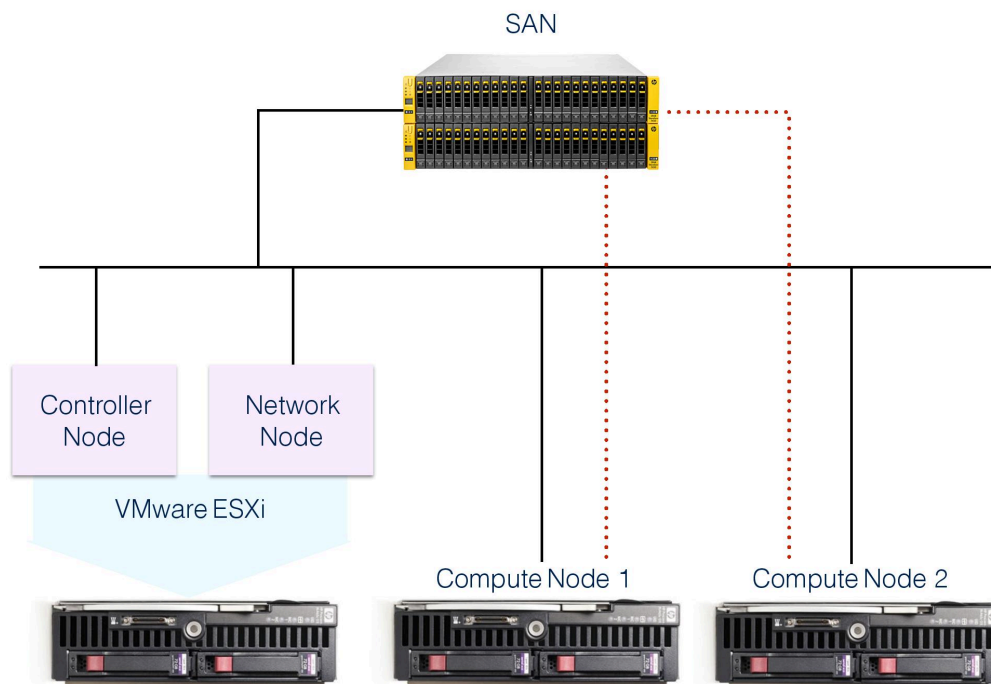 SAN
Controller
Node
Network
Node
VMware ESXi
Compute Node 1
Compute Node 2